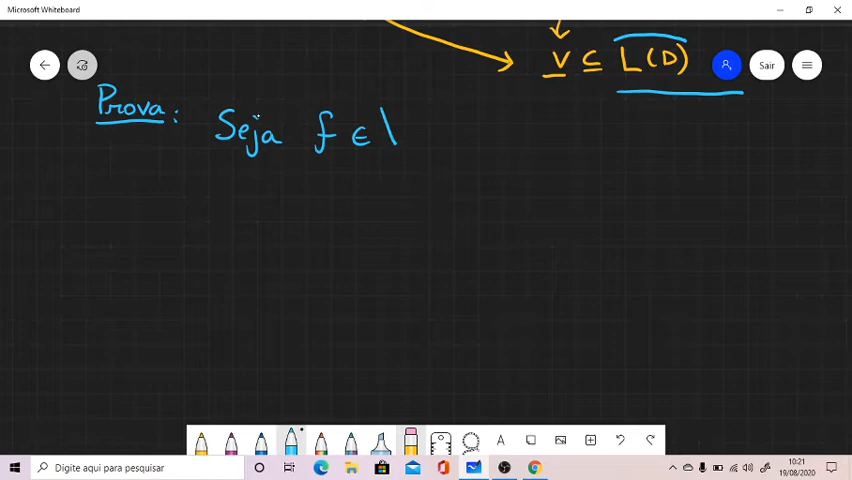 Microsoft Whiteboard
V ⊆ L(D)
Sair
Prova:
Seja f ∈ \
A
Digite aqui para pesquisar
10:21
19/08/2020